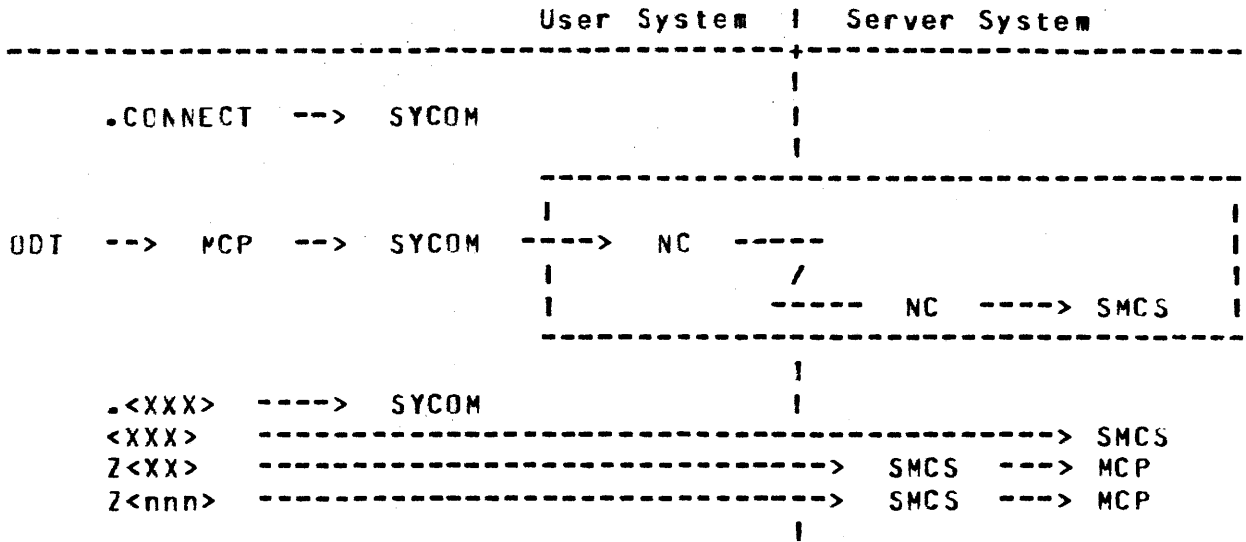 User System ! Server System
-----------------------------------------------+--------------------------
!
.CONNECT --> SYCOM !
!
--------------------------------------------
! !
ODT --> MCP --> SYCOM ----> NC ----- !
! / !
! ----- NC ----> SMCS !
--------------------------------------------
!
.<XXX> ----> SYCOM !
<XXX> --------------------------------------------------> SMCS
Z<XX> ------------------------------------> SMCS ---> MCP
Z<nnn> ------------------------------------> SMCS ---> MCP
!